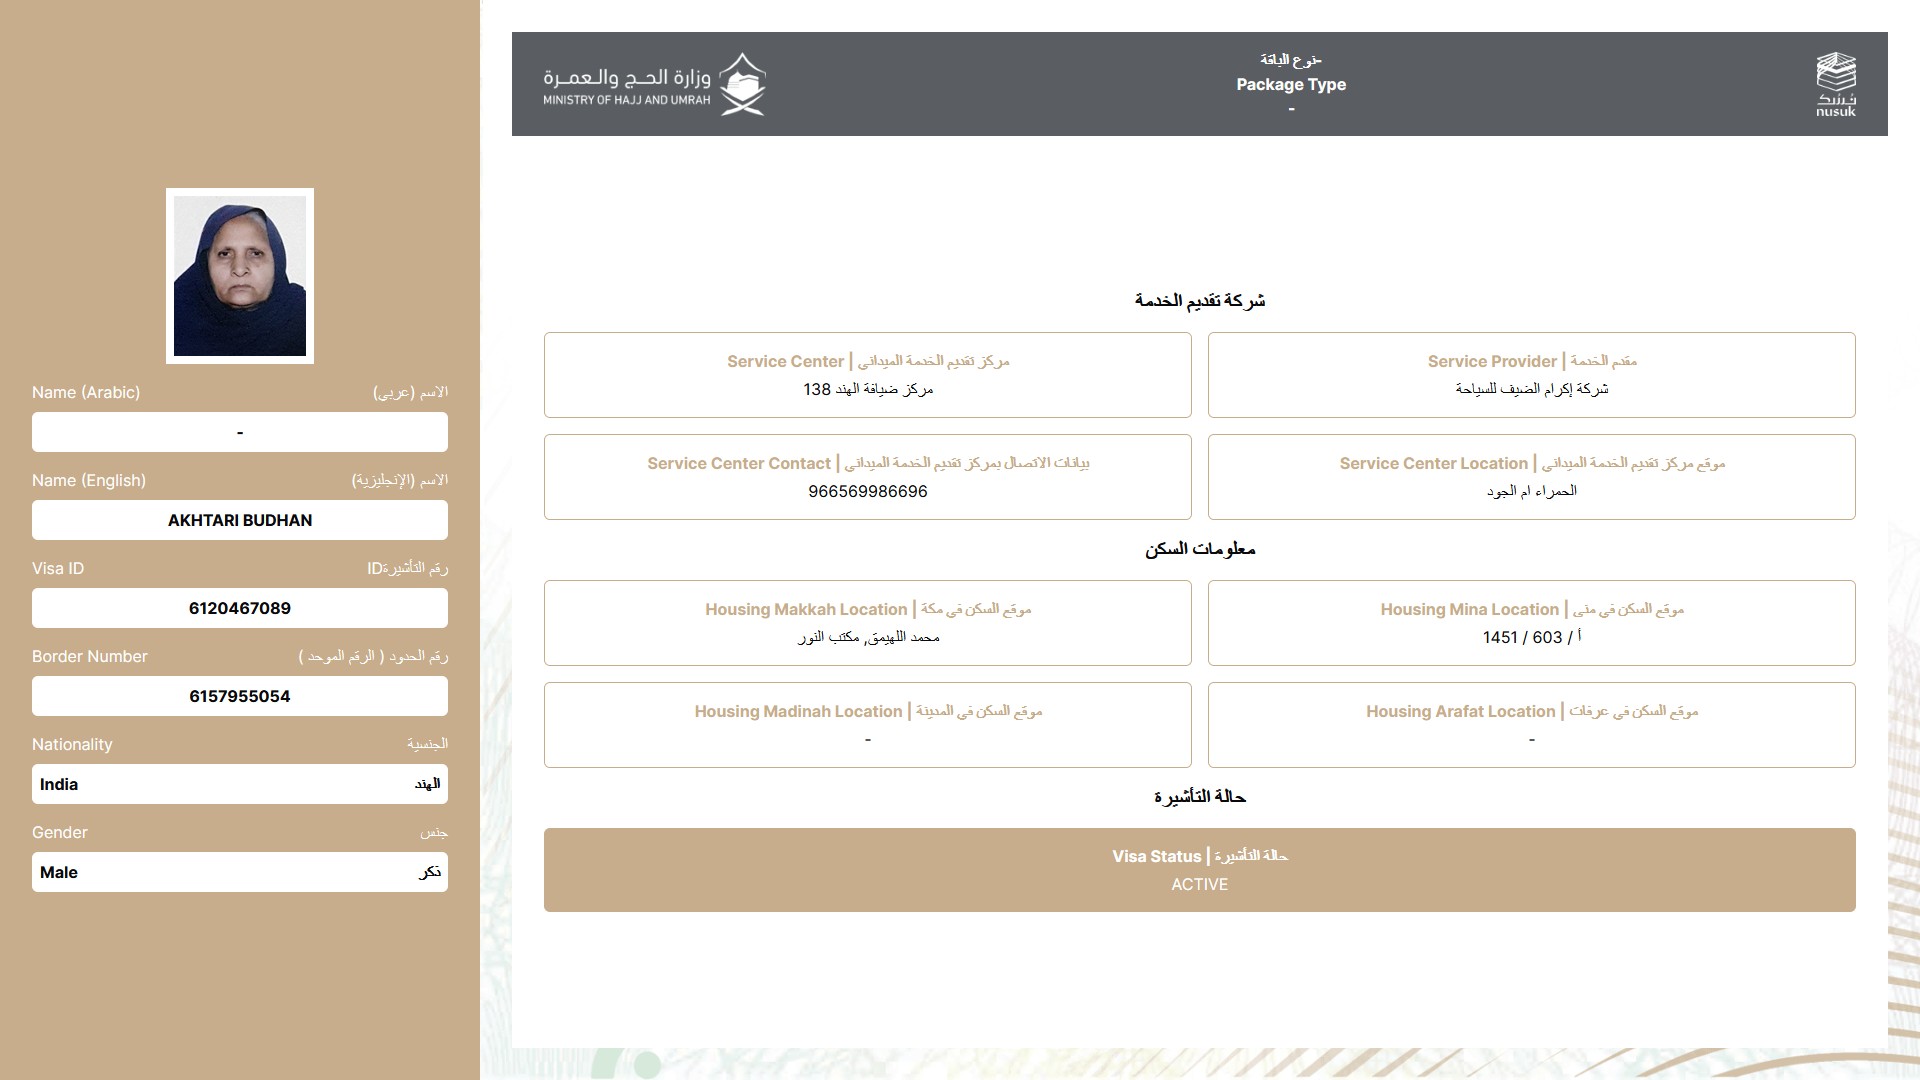 الاسم (عربي) Name (Arabic)
-
الاسم (الإنجليزية) Name (English)
AKHTARI BUDHAN
رقم التأشيرةID Visa ID
6120467089
رقم الحدود ( الرقم الموحد ) Border Number
6157955054
الجنسية Nationality
الهند India
جنس Gender
ذكر Male
وزارة الحج والعمرة
MINISTRY OF HAJJ AND UMRAH
-نوع الباقة
Package Type
-
نُسُك
nusuk
شركة تقديم الخدمة
Service Provider | مقدم الخدمة
شركة إكرام الضيف للسياحة
Service Center | مركز تقديم الخدمة الميداني
مركز ضيافة الهند 138
Service Center Location | موقع مركز تقديم الخدمة الميداني
الحمراء ام الجود
Service Center Contact | بيانات الاتصال بمركز تقديم الخدمة الميداني
966569986696
معلومات السكن
Housing Mina Location | موقع السكن في منى
أ / 603 / 1451
Housing Makkah Location | موقع السكن في مكة
محمد اللهيمق, مكتب النور
Housing Arafat Location | موقع السكن في عرفات
-
Housing Madinah Location | موقع السكن في المدينة
-
حالة التأشيرة
Visa Status | حالة التأشيرة
ACTIVE